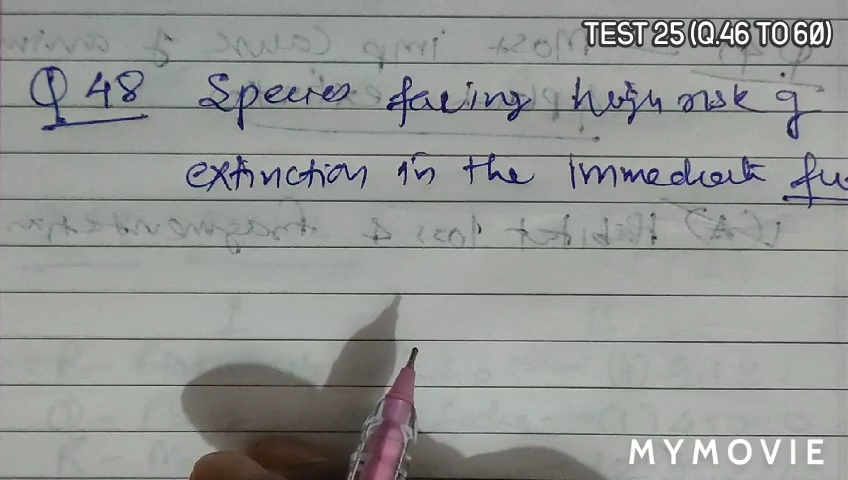 TEST 25 (Q.46 TO 60)
Q 48 Species facing high risk of
extinction in the immediate fu
MYMOVIE